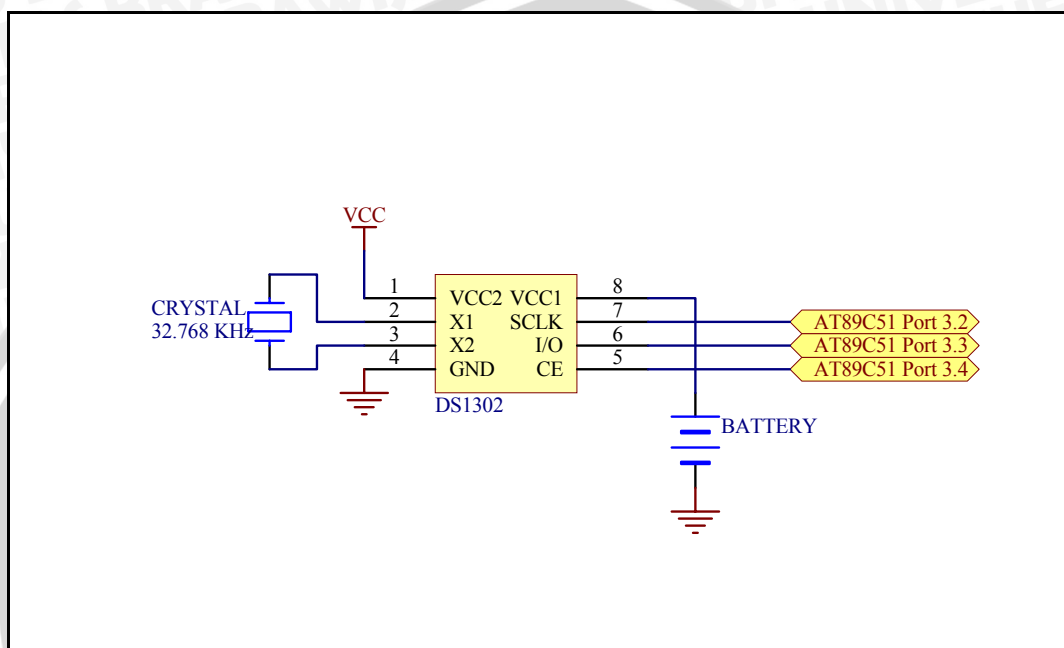 VCC
CRYSTAL
32.768 KHz
1
2
3
4
VCC2 VCC1
X1 SCLK
X2 I/O
GND CE
8
7
6
5
DS1302
AT89C51 Port 3.2
AT89C51 Port 3.3
AT89C51 Port 3.4
BATTERY